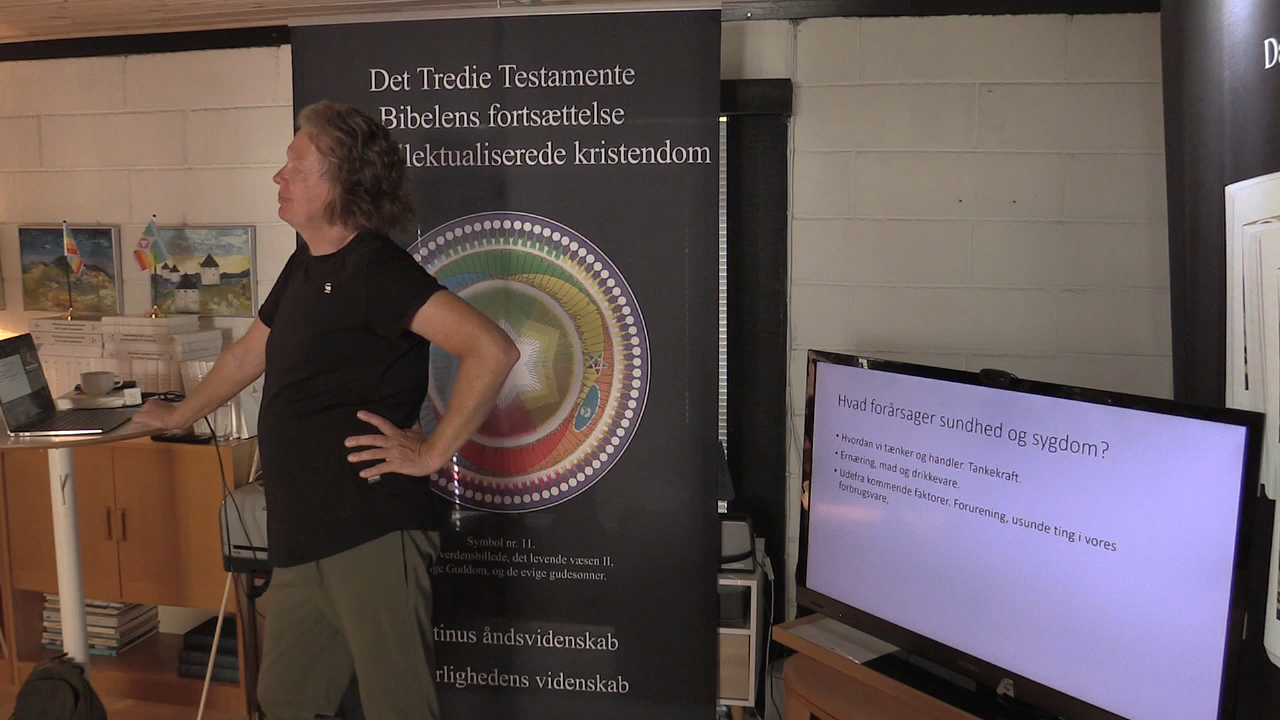 Det Tredie Testamente
Bibelens fortsættelse
lektualiserede kristendom
Symbol nr. 11.
verdensbillede, det levende væsen II,
ge Guddom, og de evige gudesønner.
tinus åndsvidenskab
rlighedens videnskab
Hvad forårsager sundhed og sygdom?
• Hvordan vi tænker og handler. Tankekraft.
• Ernæring, mad og drikkevare.
• Udefra kommende faktorer. Forurening, usunde ting i vores
forbrugsvare,